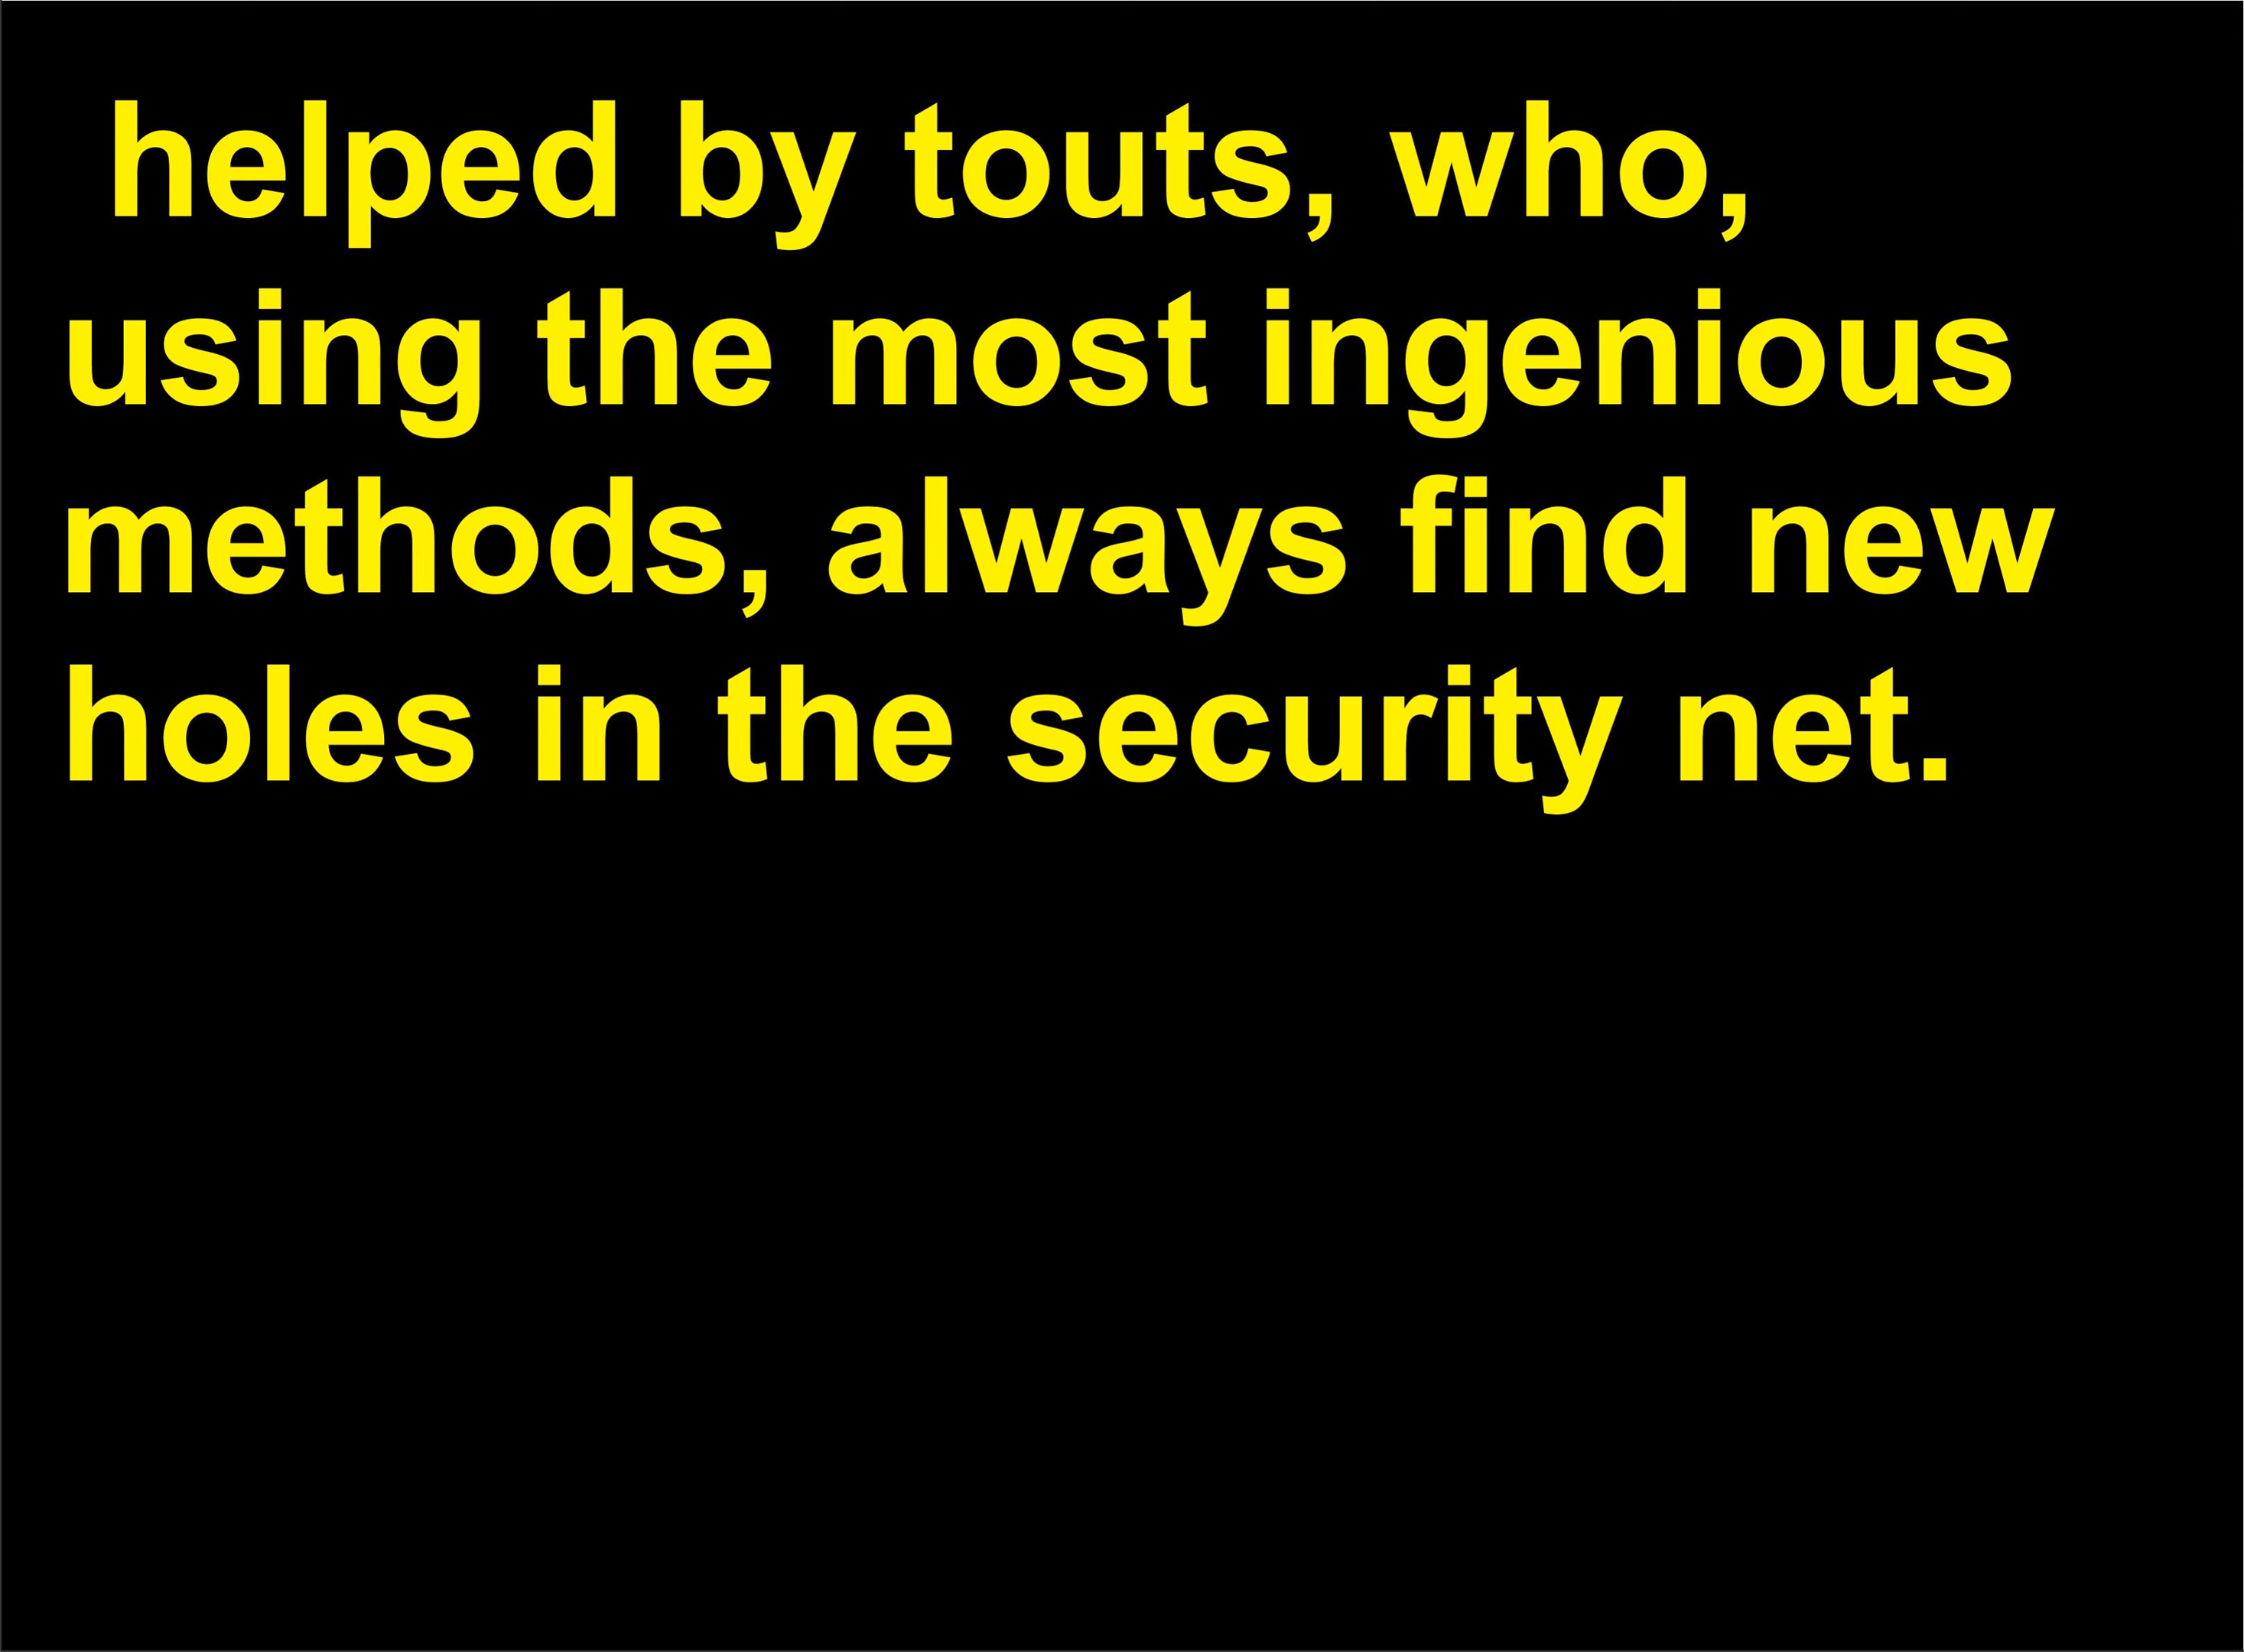 helped by touts, who,
using the most ingenious
methods, always find new
holes in the security net.